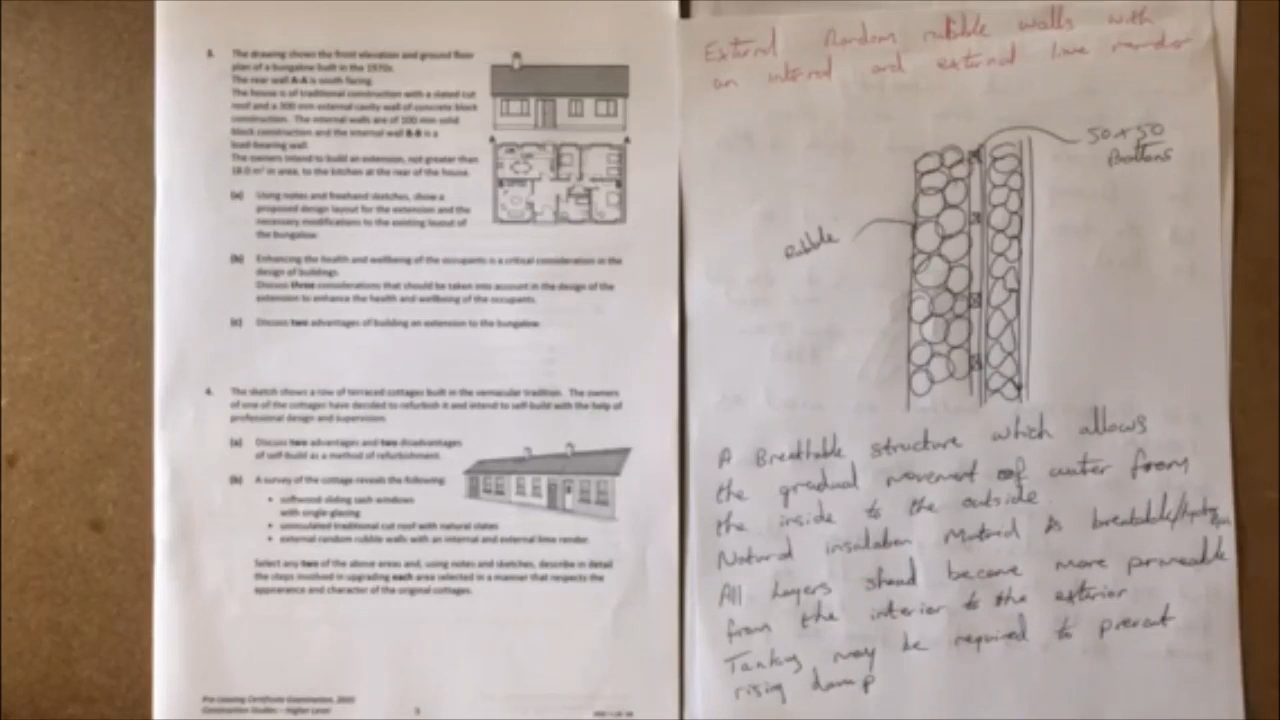 3. The drawing shows the front elevation and ground floor
plan of a bungalow built in the 1970s.
The rear wall A-A is south facing.
The house is of traditional construction with a slated cut
roof and a 300 mm external cavity wall of concrete block
construction. The internal walls are of 100 mm solid
block construction and the internal wall B-B is a
load-bearing wall.
The owners intend to build an extension, not greater than
18.0 m² in area, to the kitchen at the rear of the house.
(a) Using notes and freehand sketches, show a
proposed design layout for the extension and the
necessary modifications to the existing layout of
the bungalow.
(b) Enhancing the health and wellbeing of the occupants is a critical consideration in the
design of buildings.
Discuss three considerations that should be taken into account in the design of the
extension to enhance the health and wellbeing of the occupants.
(c) Discuss two advantages of building an extension to the bungalow.
4. The sketch shows a row of terraced cottages built in the vernacular tradition. The owners
of one of the cottages have decided to refurbish it and intend to self-build with the help of
professional design and supervision.
(a) Discuss two advantages and two disadvantages
of self-build as a method of refurbishment.
(b) A survey of the cottage reveals the following:
• softwood sliding sash windows
with single glazing
• uninsulated traditional cut roof with natural slates
• external random rubble walls with an internal and external lime render.
Select any two of the above areas and, using notes and sketches, describe in detail
the steps involved in upgrading each area selected in a manner that respects the
appearance and character of the original cottages.
Pre-Leaving Certificate Examination, 2020
Construction Studies – Higher Level
3
External Random rubble walls with
an internal and external lime render
50 x 50
Battons
Rubble
A Breathable structure which allows
the gradual movement of water from
the inside to the outside.
Natural insulation Material is breatable/
All Layers shoud become more permeable
from the interior to the exterior
Tanking may be required to prevent
rising damp